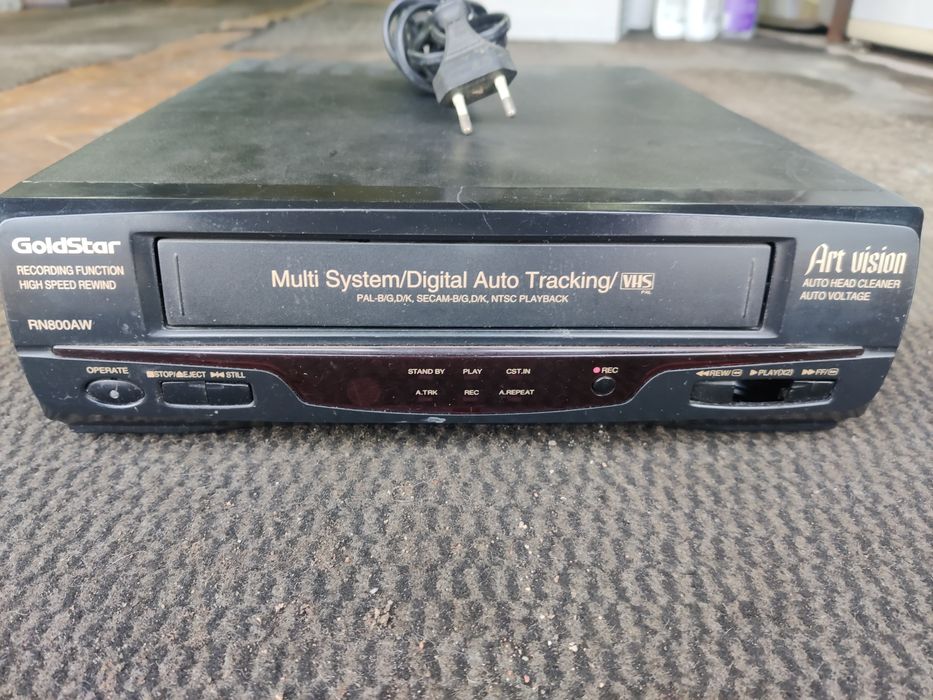 GoldStar
RECORDING FUNCTION
HIGH SPEED REWIND
RN800AW
Multi System/Digital Auto Tracking/VHS
PAL
PAL-B/G,D/K, SECAM-B/G,D/K, NTSC PLAYBACK
Art vision
AUTO HEAD CLEANER
AUTO VOLTAGE
OPERATE
■STOP/⏏EJECT ▶▶◀ STILL
STAND BY PLAY CST.IN
A.TRK REC A.REPEAT
●REC
◀◀REW/ ▶PLAY(X2) ▶▶FF/